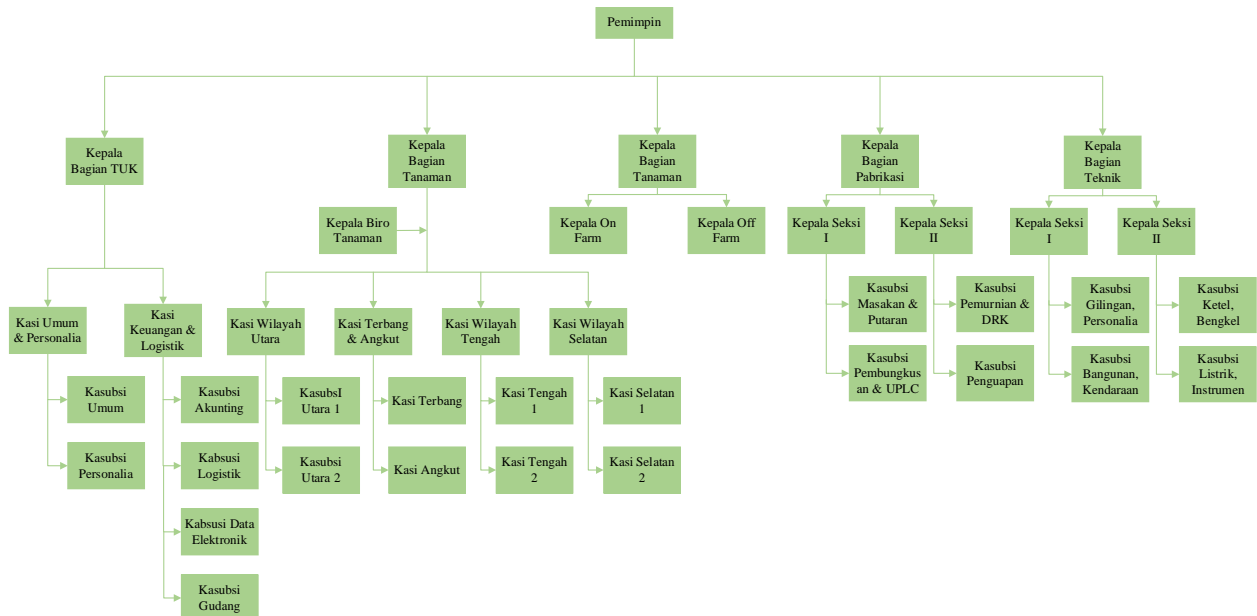 Pemimpin
Kepala
Bagian TUK
Kepala
Bagian
Tanaman
Kepala
Bagian
Tanaman
Kepala
Bagian
Pabrikasi
Kepala
Bagian
Teknik
Kepala Biro
Tanaman
Kepala On
Farm
Kepala Off
Farm
Kepala Seksi
I
Kepala Seksi
II
Kepala Seksi
I
Kepala Seksi
II
Kasi Umum
& Personalia
Kasi
Keuangan &
Logistik
Kasi Wilayah
Utara
Kasi Terbang
& Angkut
Kasi Wilayah
Tengah
Kasi Wilayah
Selatan
Kasubsi
Masakan &
Putaran
Kasubsi
Pemurnian &
DRK
Kasubsi
Gilingan,
Personalia
Kasubsi
Ketel,
Bengkel
Kasubsi
Pembungkus
an & UPLC
Kasubsi
Penguapan
Kasubsi
Bangunan,
Kendaraan
Kasubsi
Listrik,
Instrumen
Kasubsi
Umum
Kasubsi
Akunting
KasubsI
Utara 1
Kasi Terbang
Kasi Tengah
1
Kasi Selatan
1
Kasubsi
Personalia
Kabsusi
Logistik
Kasubsi
Utara 2
Kasi Angkut
Kasi Tengah
2
Kasi Selatan
2
Kabsusi Data
Elektronik
Kasubsi
Gudang